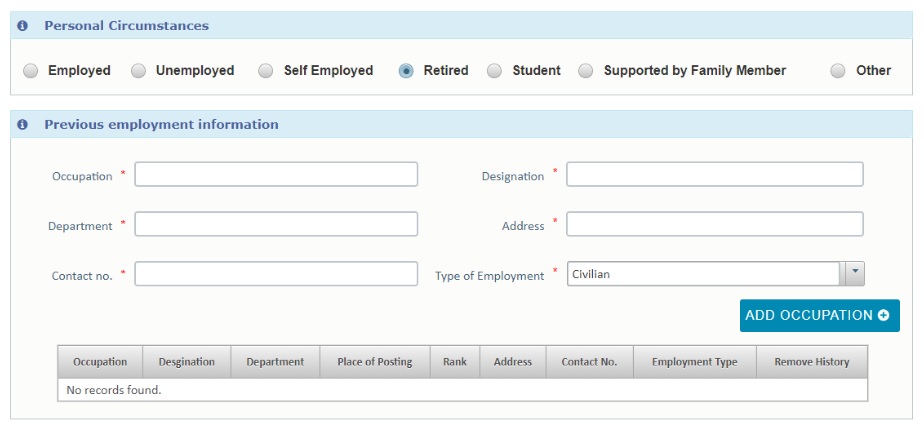 Personal Circumstances
Employed Unemployed Self Employed Retired Student Supported by Family Member Other
Previous employment information
Occupation * Designation *
Department * Address *
Contact no. * Type of Employment * Civilian
ADD OCCUPATION
Occupation Desgination Department Place of Posting Rank Address Contact No. Employment Type Remove History
No records found.